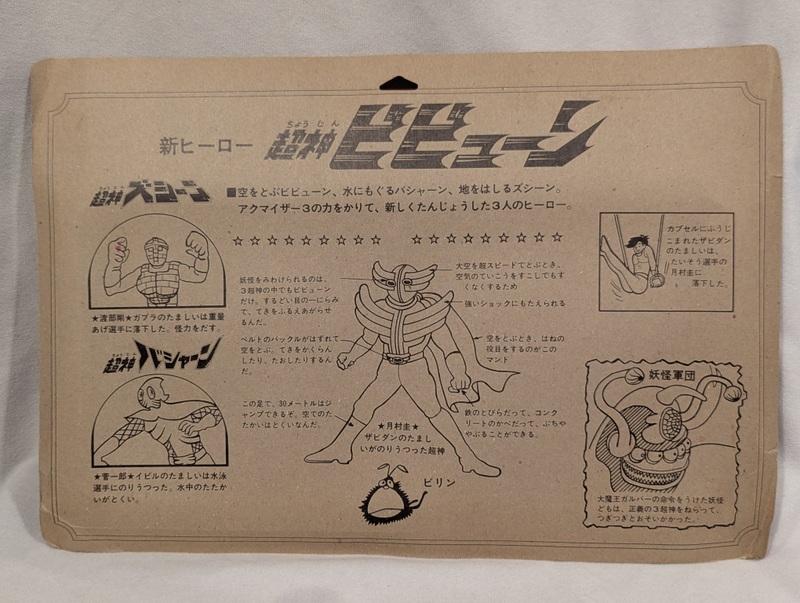 新ヒーロー
ちょうじん
超神ビビューン
超神ズシーン
■空をとぶビビューン、水にもぐるバシャーン、地をはしるズシーン。
アクマイザー3の力をかりて、新しくたんじょうした3人のヒーロー。
☆☆☆☆☆☆☆☆☆ ☆☆☆☆☆☆☆☆☆
★渡部剛★ガブラのたましいは重量
あげ選手に落下した。怪力をだす。
超神バシャーン
★菅一郎★イビルのたましいは水泳
選手にのりうつった。水中のたたか
いがとくい。
妖怪をみわけられるのは、
3超神の中でもビビューン
だけ。するどい目の一にらみ
で、てきをふるえあがらせ
るんだ。
ベルトのバックルがはずれて
空をとぶ。てきをかくらん
したり、たおしたりするん
だ。
この足で、30メートルはジ
ャンプできるぞ。空でのた
たかいはとくいなんだ。
大空を超スピードでとぶとき、
空気のていこうをすこしでもす
くなくするため
強いショックにもたえられる
空をとぶとき、はねの
役目をするのがこの
マント
鉄のとびらだって、コンク
リートのかべだって、ぶちや
やぶることができる。
★月村圭★
ザビダンのたまし
いがのりうつった超神
ピリン
カプセルにふうじ
こまれたザビダン
のたましいは、
たいそう選手の
月村圭に
落下した。
妖怪軍団
大魔王ガルバーの命令をうけた妖怪
どもは、正義の3超神をねらって、
つぎつぎとおそいかかった。